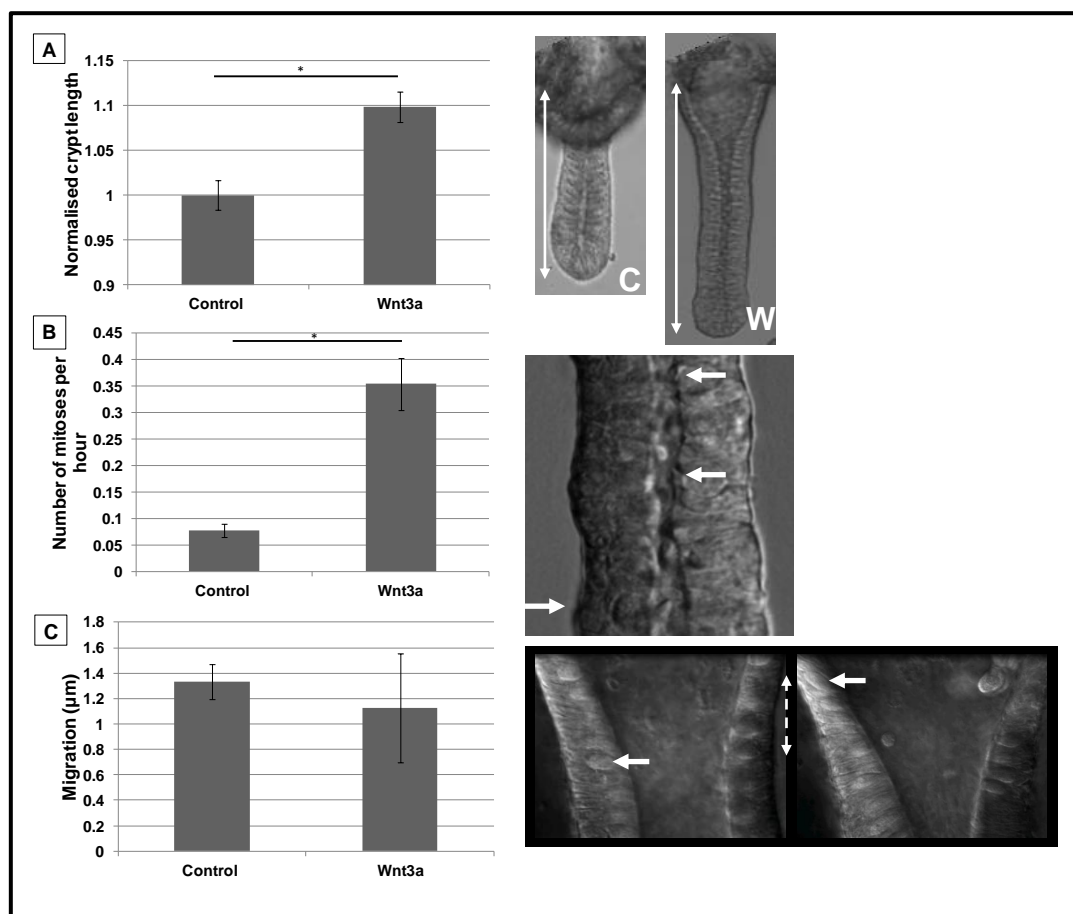 A
Normalised crypt length
1.15
*
1.1
1.05
1
0.95
0.9
Control
Wnt3a
C
W
B
Number of mitoses per
hour
0.45
*
0.4
0.35
0.3
0.25
0.2
0.15
0.1
0.05
0
Control
Wnt3a
C
Migration (µm)
1.8
1.6
1.4
1.2
1
0.8
0.6
0.4
0.2
0
Control
Wnt3a